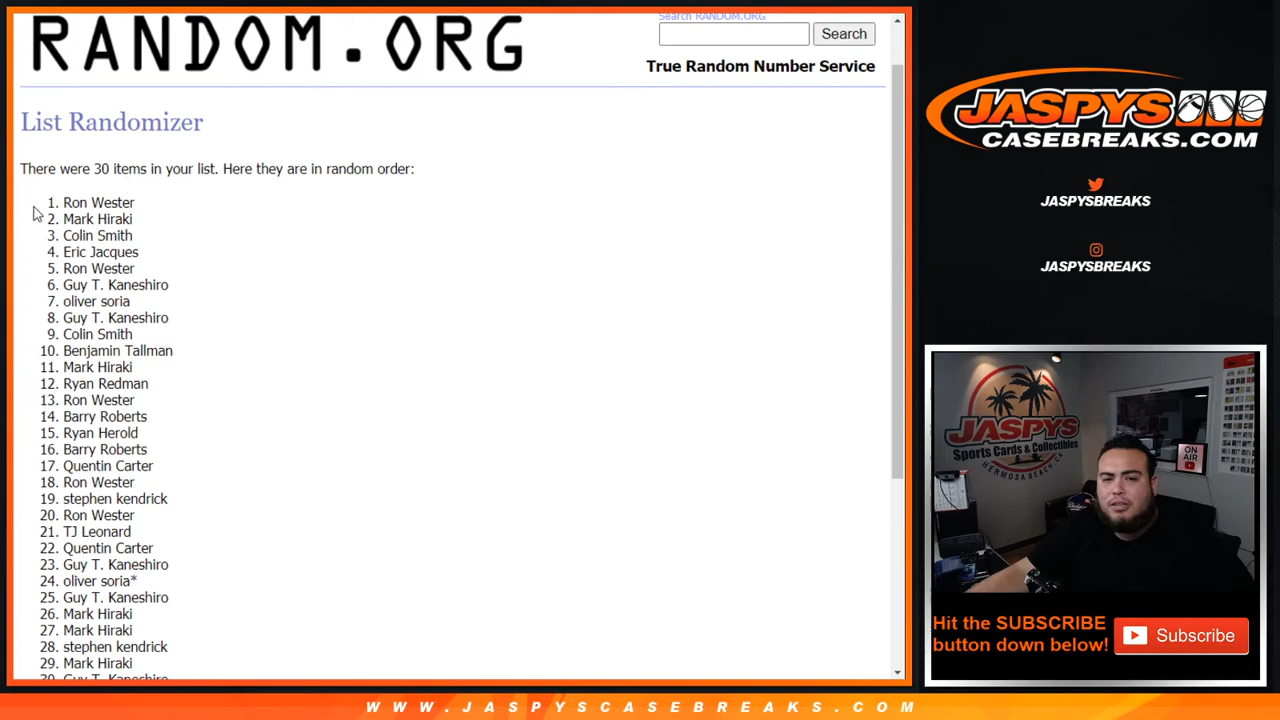 Search RANDOM.ORG
RANDOM.ORG
Search
True Random Number Service
List Randomizer
There were 30 items in your list. Here they are in random order:
1. Ron Wester
2. Mark Hiraki
3. Colin Smith
4. Eric Jacques
5. Ron Wester
6. Guy T. Kaneshiro
7. oliver soria
8. Guy T. Kaneshiro
9. Colin Smith
10. Benjamin Tallman
11. Mark Hiraki
12. Ryan Redman
13. Ron Wester
14. Barry Roberts
15. Ryan Herold
16. Barry Roberts
17. Quentin Carter
18. Ron Wester
19. stephen kendrick
20. Ron Wester
21. TJ Leonard
22. Quentin Carter
23. Guy T. Kaneshiro
24. oliver soria*
25. Guy T. Kaneshiro
26. Mark Hiraki
27. Mark Hiraki
28. stephen kendrick
29. Mark Hiraki
30. Guy T. Kaneshiro
JASPYS
CASEBREAKS.COM
JASPYSBREAKS
JASPYSBREAKS
JASPYS
Sports Cards & Collectibles
HERMOSA BEACH, CA
ON
AIR
Hit the SUBSCRIBE
button down below!
Subscribe
WWW.JASPYSCASEBREAKS.COM